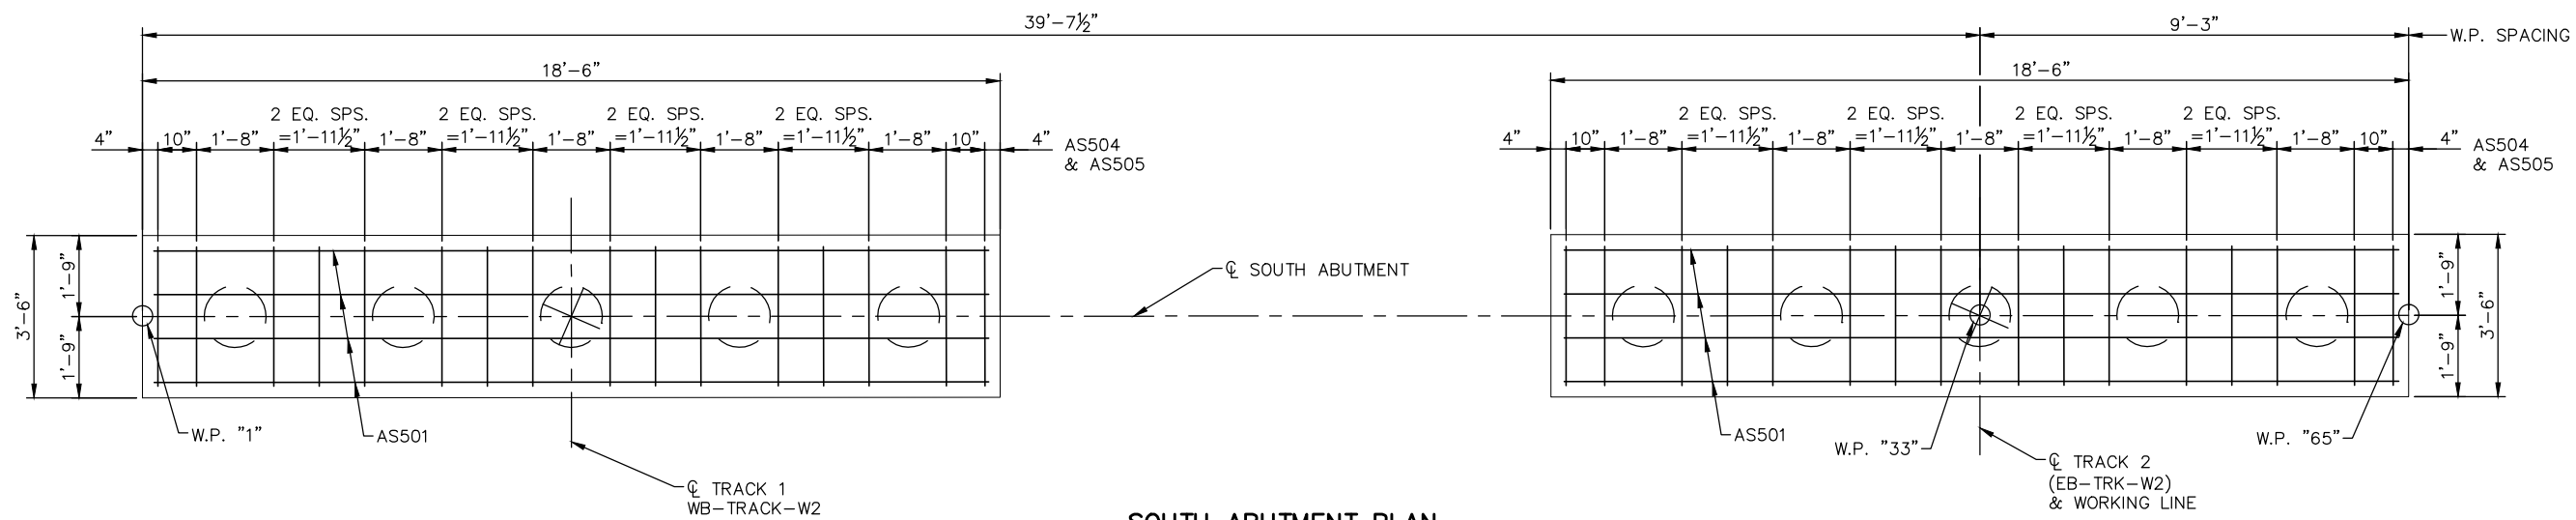 39'-7½"
9'-3"
W.P. SPACING
18'-6"
18'-6"
2 EQ. SPS. 2 EQ. SPS. 2 EQ. SPS. 2 EQ. SPS.
4" 10" 1'-8" =1'-11½" 1'-8" =1'-11½" 1'-8" =1'-11½" 1'-8" =1'-11½" 1'-8" 10" 4"
AS504
& AS505
2 EQ. SPS. 2 EQ. SPS. 2 EQ. SPS. 2 EQ. SPS.
4" 10" 1'-8" =1'-11½" 1'-8" =1'-11½" 1'-8" =1'-11½" 1'-8" =1'-11½" 1'-8" 10" 4"
AS504
& AS505
3'-6"
1'-9"
1'-9"
℄ SOUTH ABUTMENT
1'-9"
1'-9"
3'-6"
W.P. "1"
AS501
AS501
W.P. "33"
W.P. "65"
℄ TRACK 1
WB-TRACK-W2
℄ TRACK 2
(EB-TRK-W2)
& WORKING LINE
SOUTH ABUTMENT PLAN